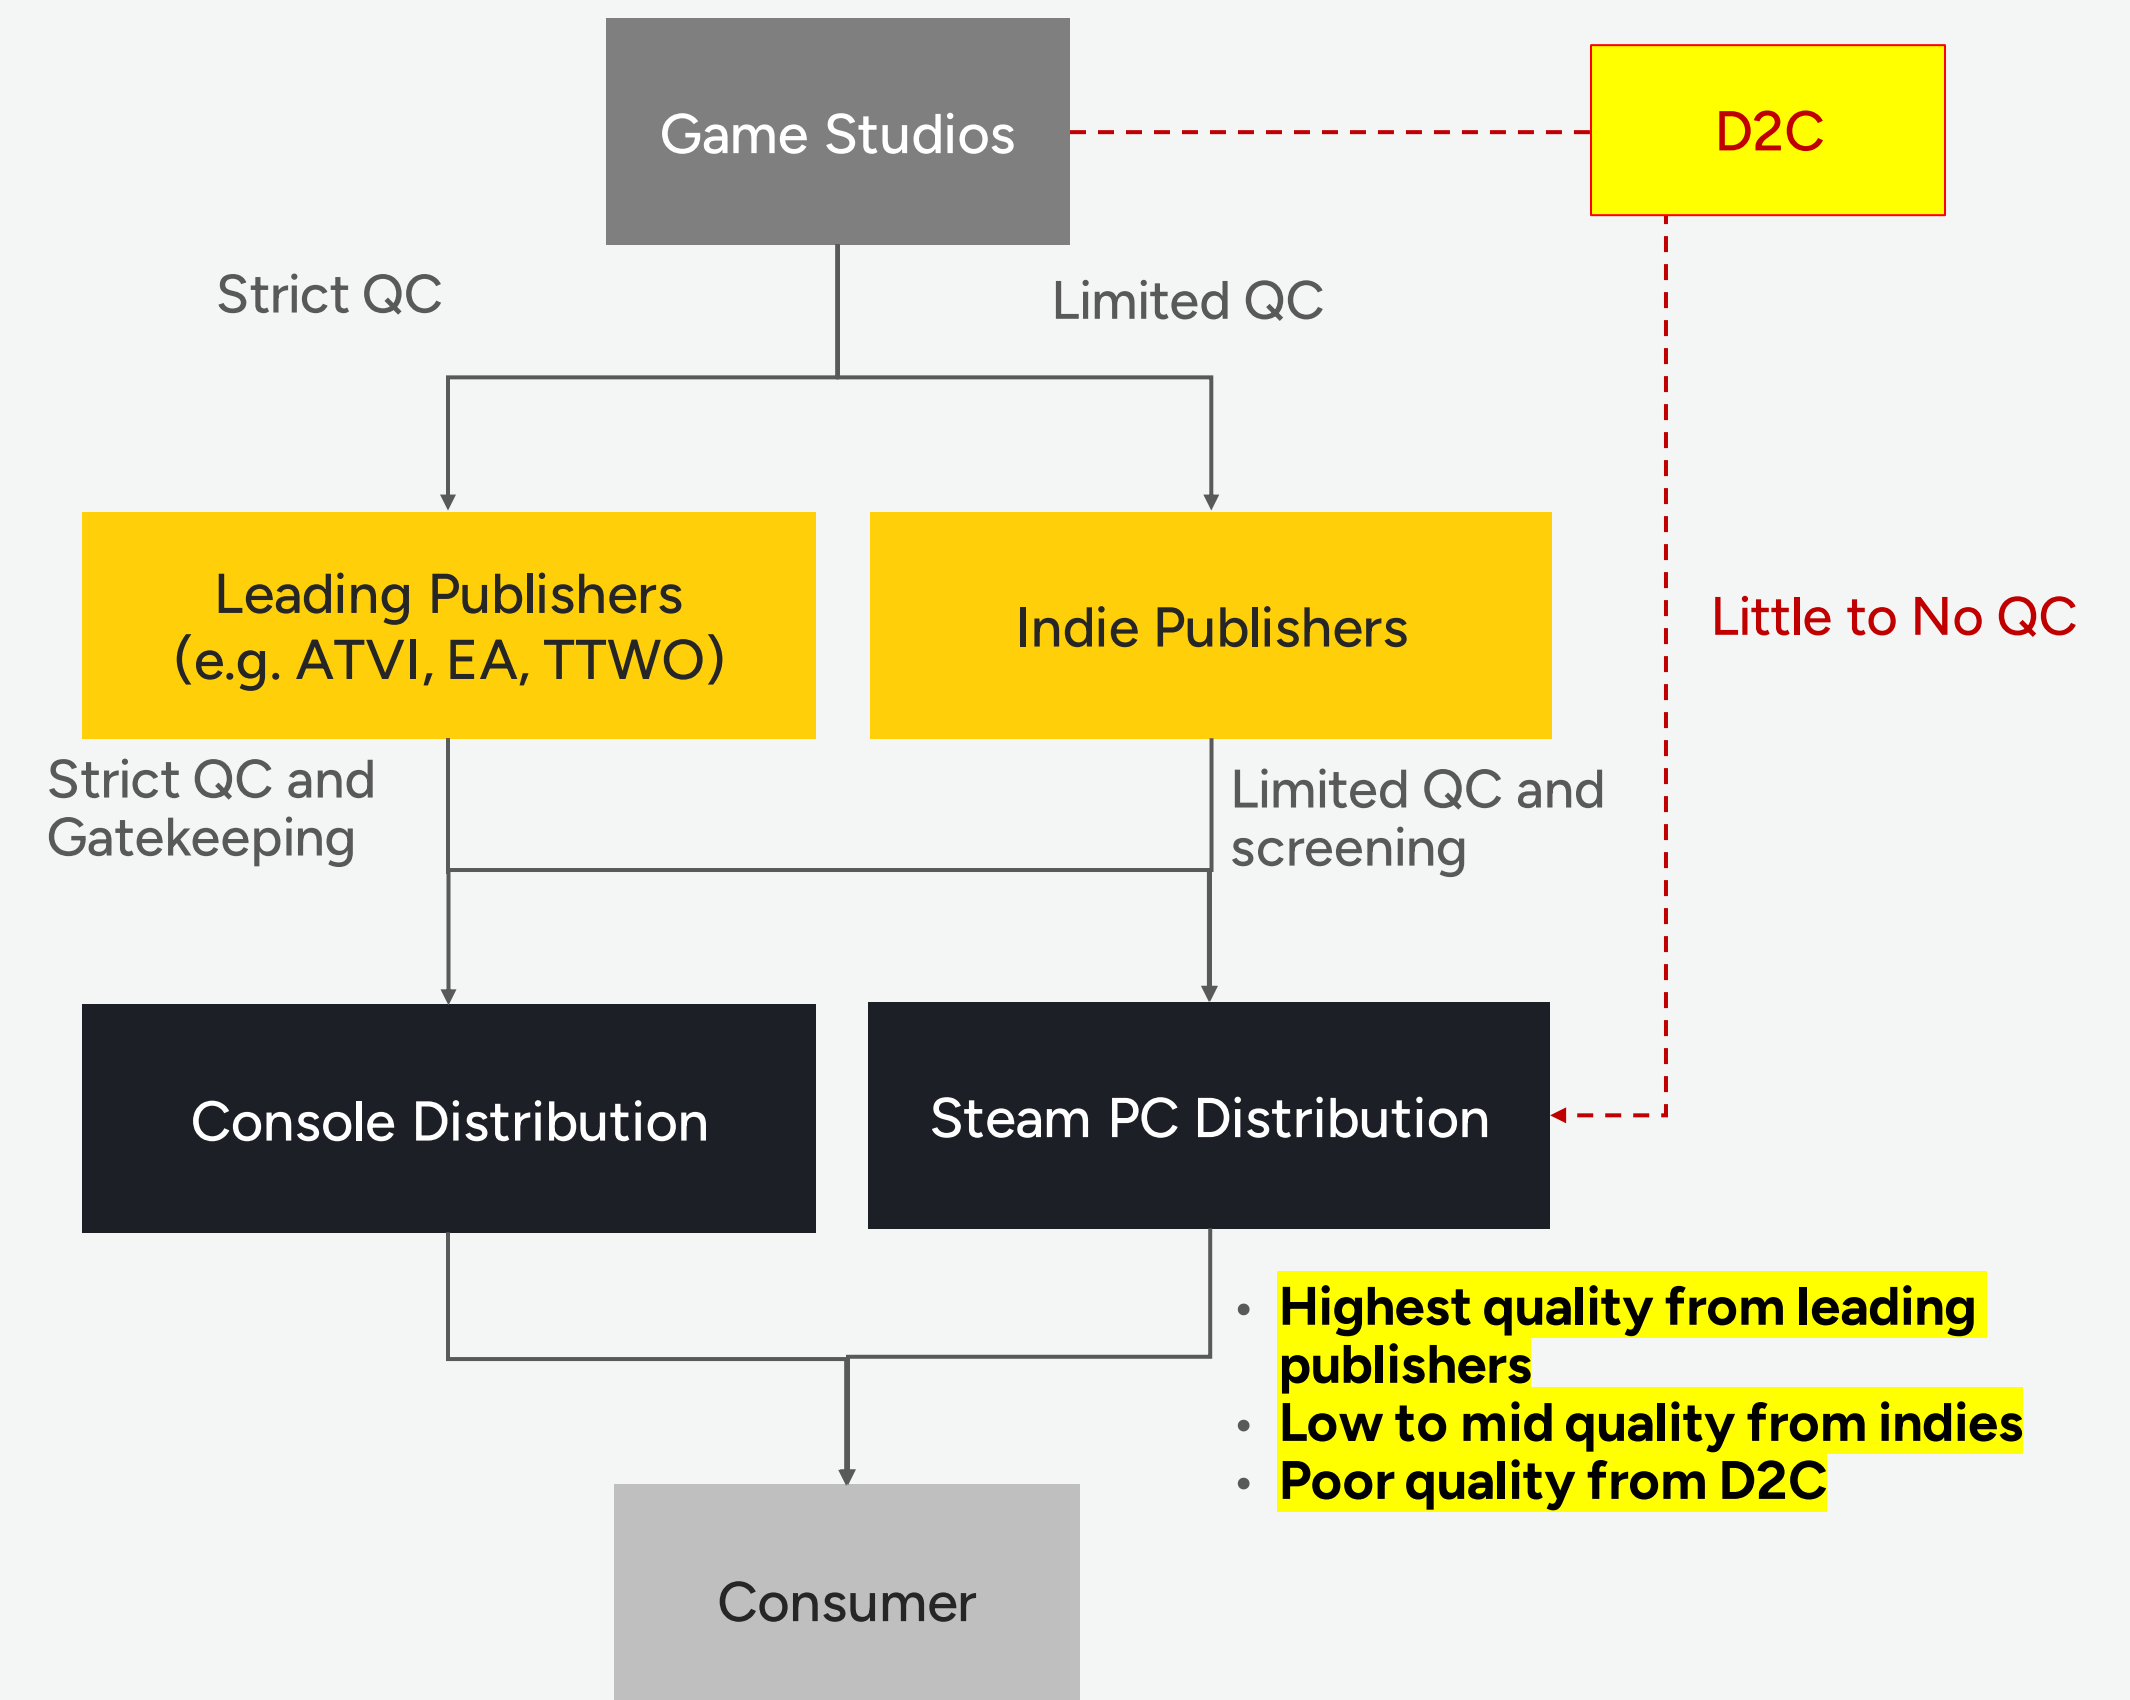 Game Studios
D2C
Strict QC
Limited QC
Leading Publishers
(e.g. ATVI, EA, TTWO)
Indie Publishers
Little to No QC
Strict QC and
Gatekeeping
Limited QC and
screening
Console Distribution
Steam PC Distribution
• Highest quality from leading
publishers
• Low to mid quality from indies
• Poor quality from D2C
Consumer